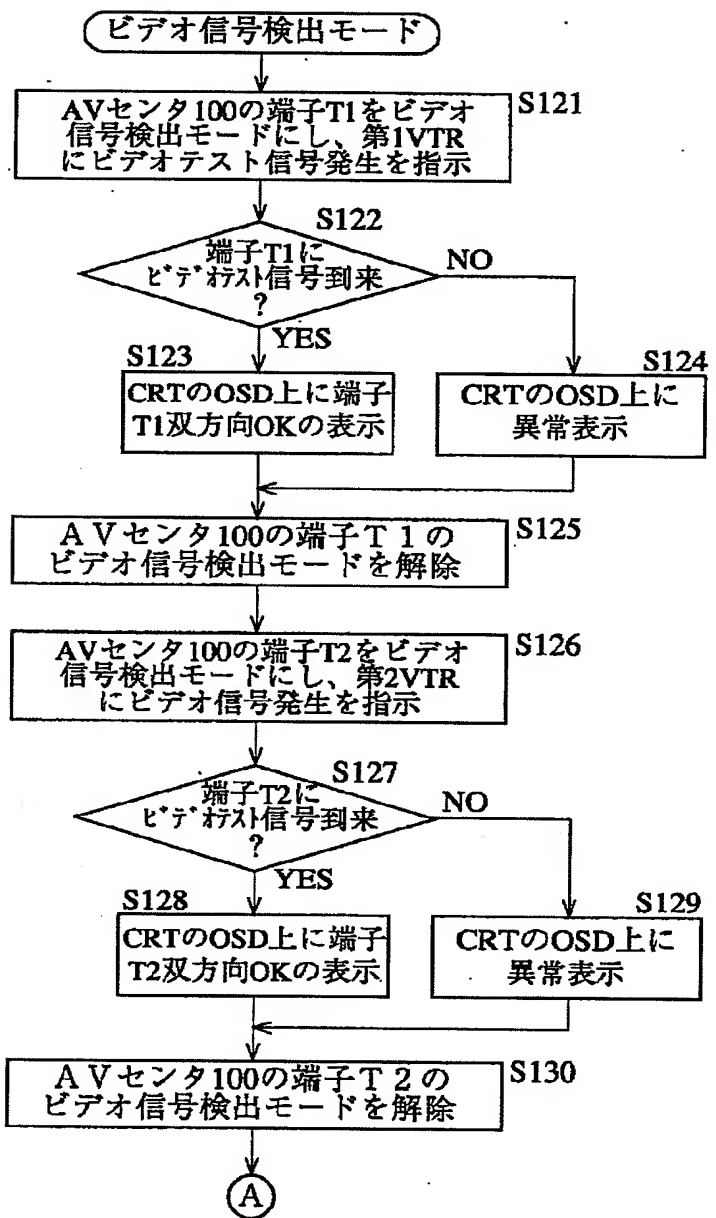 ビデオ信号検出モード
S121
AVセンタ100の端子T1をビデオ
信号検出モードにし、第1VTR
にビデオテスト信号発生を指示
S122
端子T1に
ﾋﾞﾃﾞｵﾃｽﾄ信号到来
?
NO
YES
S123
CRTのOSD上に端子
T1双方向OKの表示
S124
CRTのOSD上に
異常表示
S125
ＡＶセンタ100の端子Ｔ１の
ビデオ信号検出モードを解除
S126
AVセンタ100の端子T2をビデオ
信号検出モードにし、第2VTR
にビデオ信号発生を指示
S127
端子T2に
ﾋﾞﾃﾞｵﾃｽﾄ信号到来
?
NO
YES
S128
CRTのOSD上に端子
T2双方向OKの表示
S129
CRTのOSD上に
異常表示
S130
ＡＶセンタ100の端子Ｔ２の
ビデオ信号検出モードを解除
A